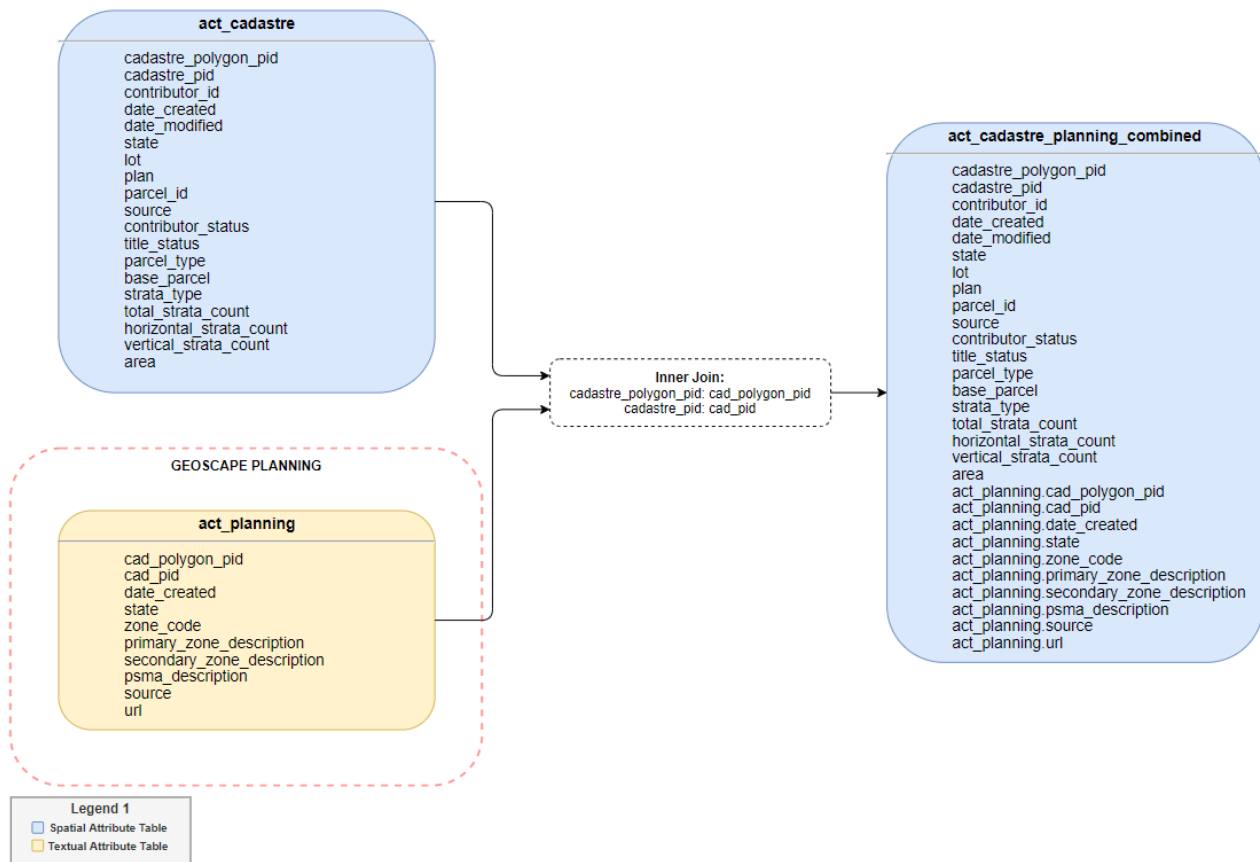 act_cadastre
cadastre_polygon_pid
cadastre_pid
contributor_id
date_created
date_modified
state
lot
plan
parcel_id
source
contributor_status
title_status
parcel_type
base_parcel
strata_type
total_strata_count
horizontal_strata_count
vertical_strata_count
area
GEOSCAPE PLANNING
act_planning
cad_polygon_pid
cad_pid
date_created
state
zone_code
primary_zone_description
secondary_zone_description
psma_description
source
url
Inner Join:
cadastre_polygon_pid: cad_polygon_pid
cadastre_pid: cad_pid
act_cadastre_planning_combined
cadastre_polygon_pid
cadastre_pid
contributor_id
date_created
date_modified
state
lot
plan
parcel_id
source
contributor_status
title_status
parcel_type
base_parcel
strata_type
total_strata_count
horizontal_strata_count
vertical_strata_count
area
act_planning.cad_polygon_pid
act_planning.cad_pid
act_planning.date_created
act_planning.state
act_planning.zone_code
act_planning.primary_zone_description
act_planning.secondary_zone_description
act_planning.psma_description
act_planning.source
act_planning.url
Legend 1
Spatial Attribute Table
Textual Attribute Table